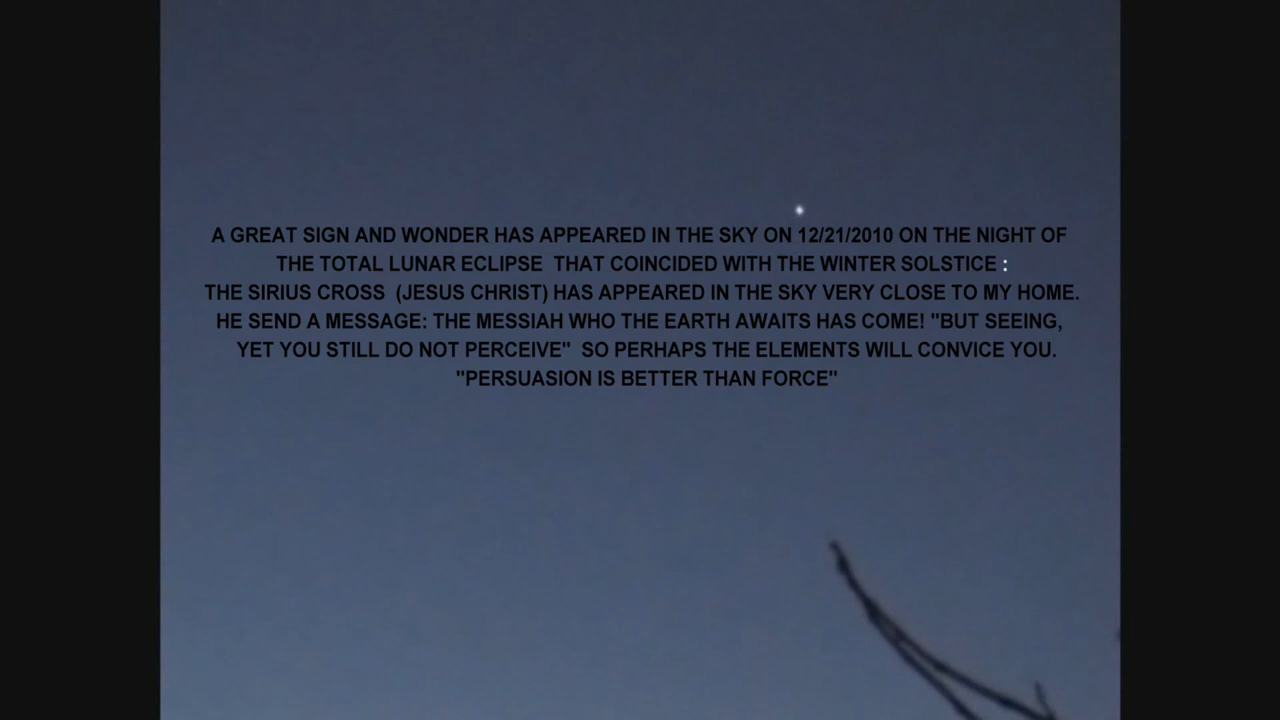 A GREAT SIGN AND WONDER HAS APPEARED IN THE SKY ON 12/21/2010 ON THE NIGHT OF
THE TOTAL LUNAR ECLIPSE  THAT COINCIDED WITH THE WINTER SOLSTICE :
THE SIRIUS CROSS  (JESUS CHRIST) HAS APPEARED IN THE SKY VERY CLOSE TO MY HOME.
HE SEND A MESSAGE: THE MESSIAH WHO THE EARTH AWAITS HAS COME! "BUT SEEING,
YET YOU STILL DO NOT PERCEIVE"  SO PERHAPS THE ELEMENTS WILL CONVICE YOU.
"PERSUASION IS BETTER THAN FORCE"